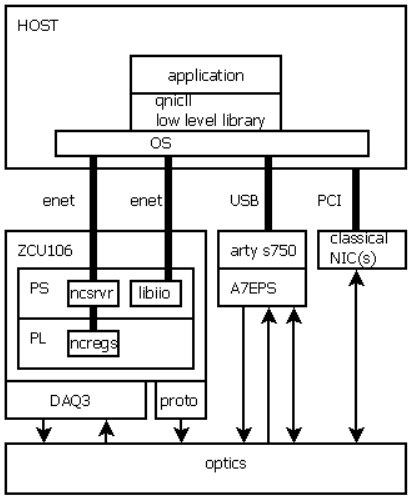 HOST
application
qnicll
low level library
OS
enet
enet
USB
PCI
ZCU106
arty s750
classical
NIC(s)
PS
ncsrvr
libiio
A7EPS
PL
ncregs
DAQ3
proto
optics